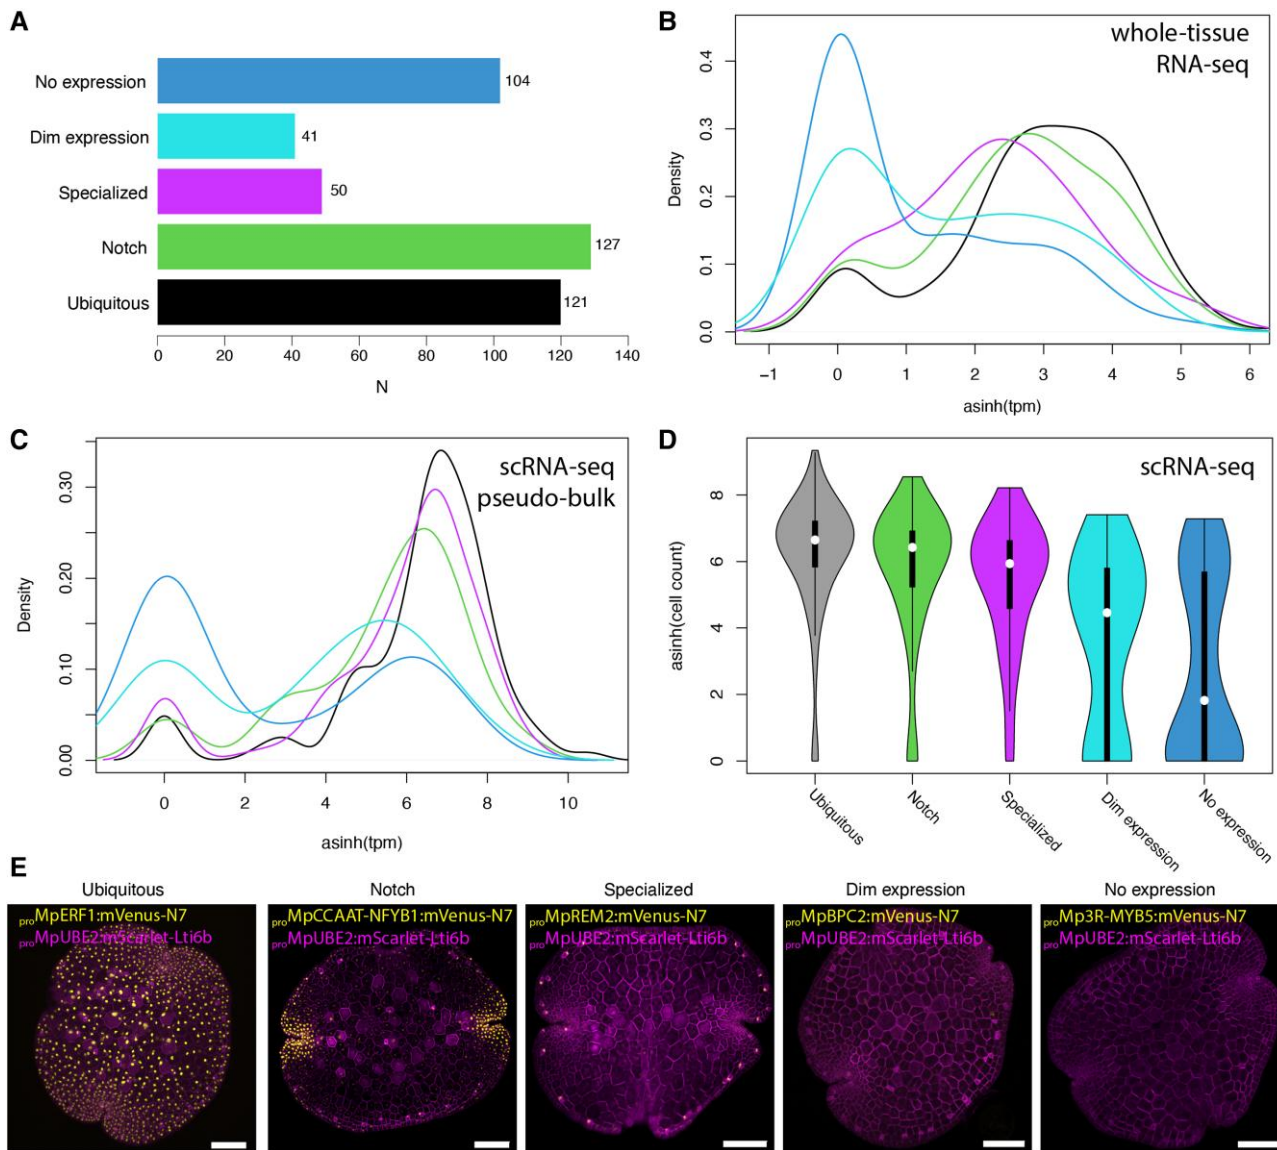 A
No expression
104
Dim expression
41
Specialized
50
Notch
127
Ubiquitous
121
0 20 40 60 80 100 120 140
N
B
whole-tissue
RNA-seq
Density
0.0 0.1 0.2 0.3 0.4
−1 0 1 2 3 4 5 6
asinh(tpm)
C
scRNA-seq
pseudo-bulk
Density
0.00 0.10 0.20 0.30
0 2 4 6 8 10
asinh(tpm)
D
scRNA-seq
asinh(cell count)
0 2 4 6 8
Ubiquitous
Notch
Specialized
Dim expression
No expression
E
Ubiquitous
proMpERF1:mVenus-N7
proMpUBE2:mScarlet-Lti6b
Notch
proMpCCAAT-NFYB1:mVenus-N7
proMpUBE2:mScarlet-Lti6b
Specialized
proMpREM2:mVenus-N7
proMpUBE2:mScarlet-Lti6b
Dim expression
proMpBPC2:mVenus-N7
proMpUBE2:mScarlet-Lti6b
No expression
proMp3R-MYB5:mVenus-N7
proMpUBE2:mScarlet-Lti6b